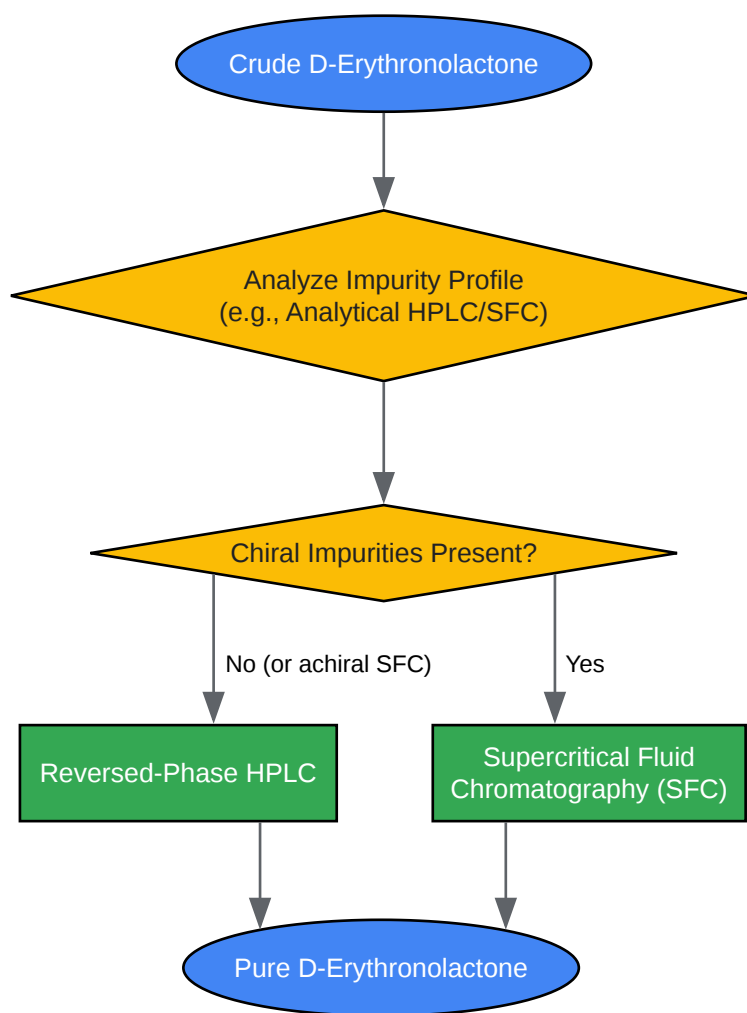 Crude D-Erythronolactone
Analyze Impurity Profile
(e.g., Analytical HPLC/SFC)
Chiral Impurities Present?
No (or achiral SFC)
Yes
Reversed-Phase HPLC
Supercritical Fluid
Chromatography (SFC)
Pure D-Erythronolactone